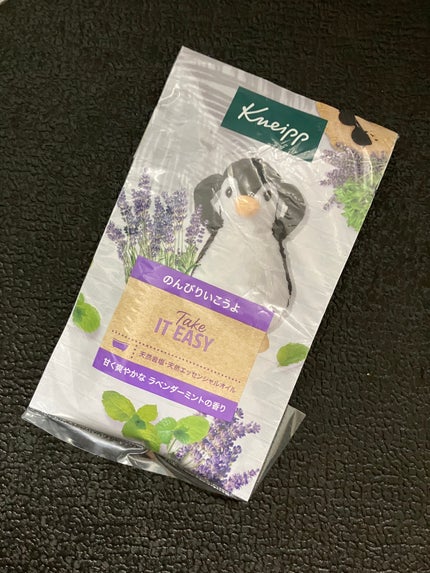 Kneipp
のんびりいこうよ
Take
IT EASY
天然岩塩・天然エッセンシャルオイル
甘く爽やかな ラベンダーミントの香り